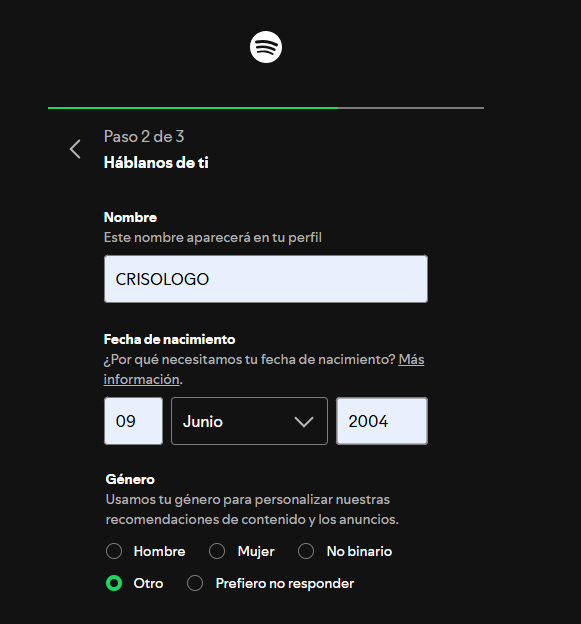 Paso 2 de 3
Háblanos de ti
Nombre
Este nombre aparecerá en tu perfil
CRISOLOGO
Fecha de nacimiento
¿Por qué necesitamos tu fecha de nacimiento? Más
información.
09 Junio 2004
Género
Usamos tu género para personalizar nuestras
recomendaciones de contenido y los anuncios.
Hombre Mujer No binario
Otro Prefiero no responder